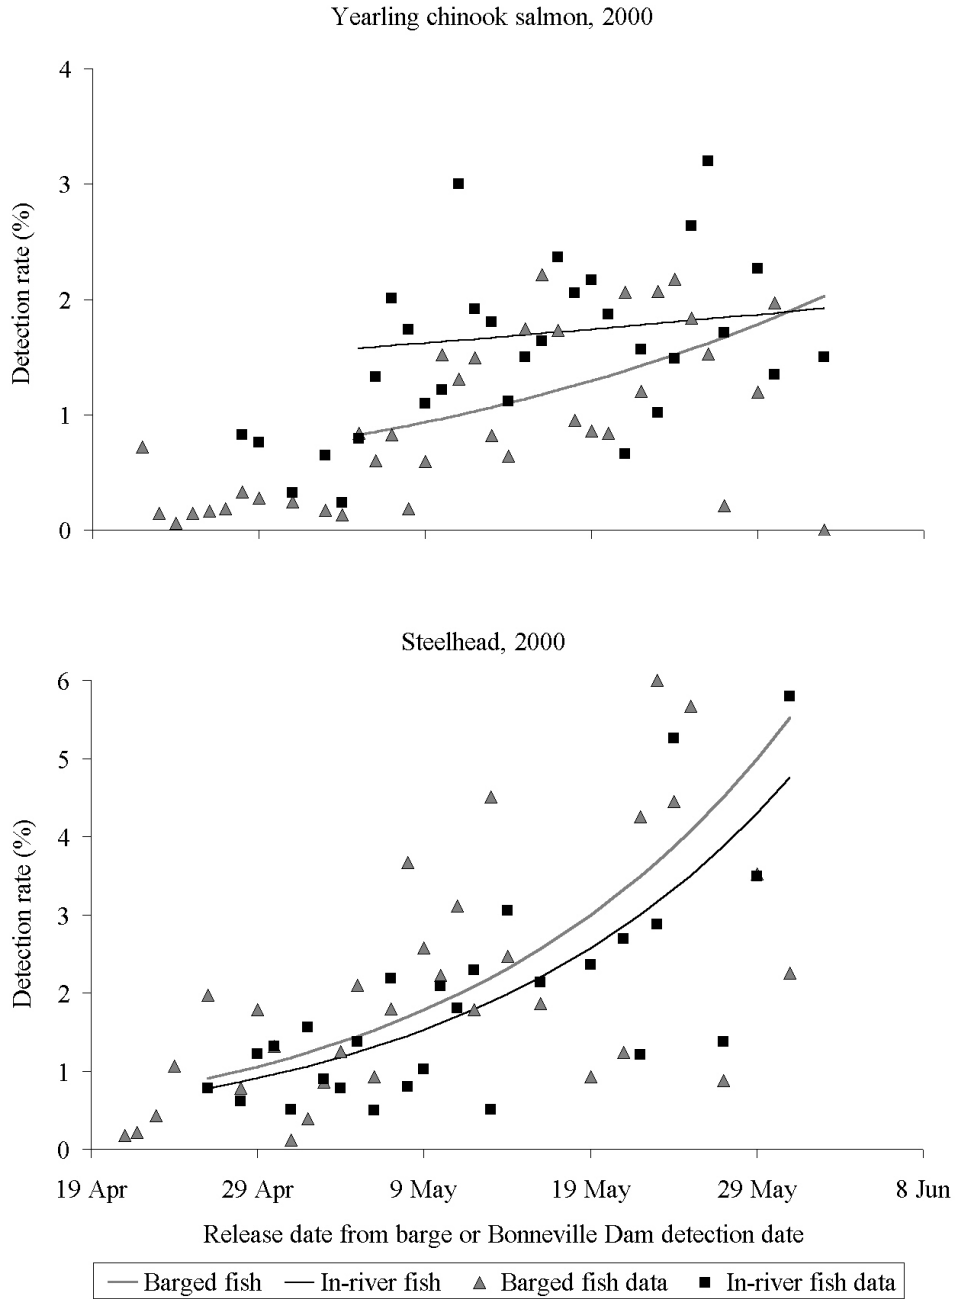 Yearling chinook salmon, 2000
4
3
2
1
0
Detection rate (%)
Steelhead, 2000
6
5
4
3
2
1
0
Detection rate (%)
19 Apr 29 Apr 9 May 19 May 29 May 8 Jun
Release date from barge or Bonneville Dam detection date
Barged fish In-river fish Barged fish data In-river fish data